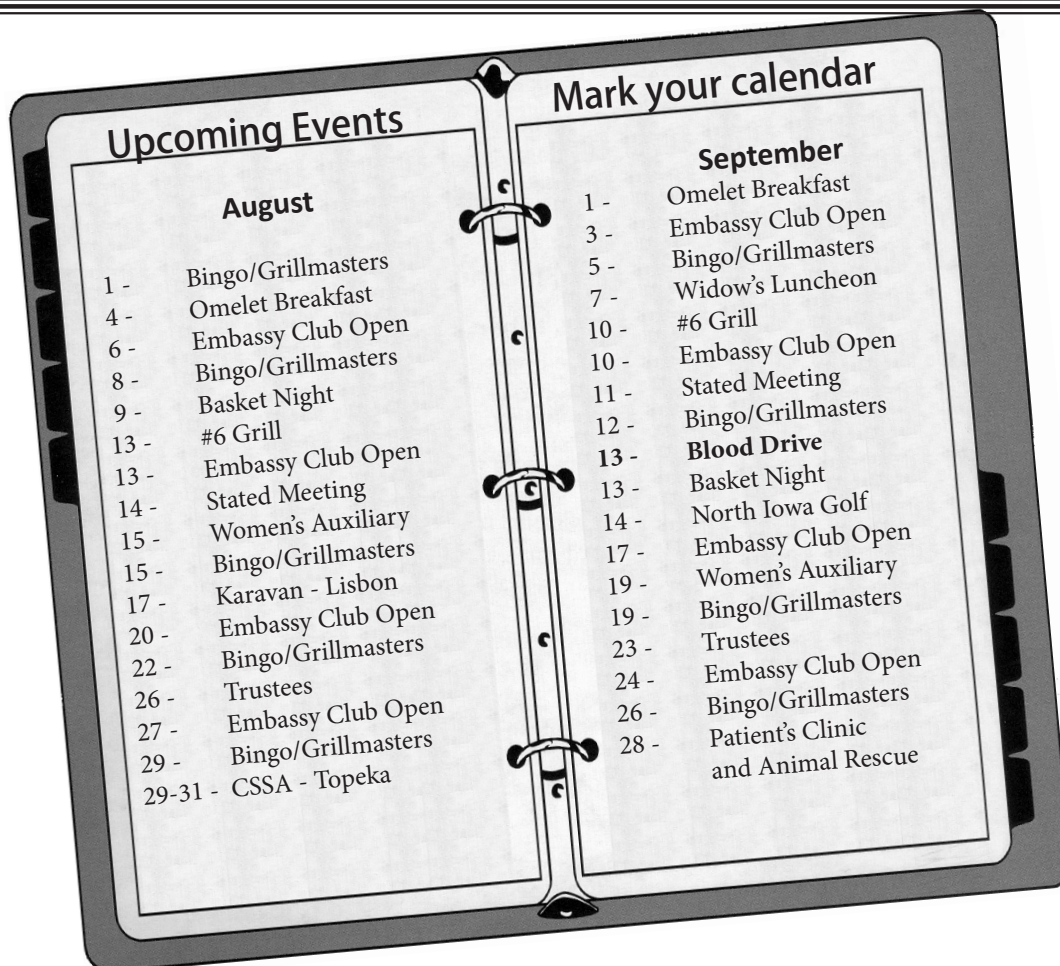 Upcoming Events
August
1 - Bingo/Grillmasters
4 - Omelet Breakfast
6 - Embassy Club Open
8 - Bingo/Grillmasters
9 - Basket Night
13 - #6 Grill
13 - Embassy Club Open
14 - Stated Meeting
15 - Women's Auxiliary
15 - Bingo/Grillmasters
17 - Karavan - Lisbon
20 - Embassy Club Open
22 - Bingo/Grillmasters
26 - Trustees
27 - Embassy Club Open
29 - Bingo/Grillmasters
29-31 - CSSA - Topeka
Mark your calendar
September
1 - Omelet Breakfast
3 - Embassy Club Open
5 - Bingo/Grillmasters
7 - Widow's Luncheon
10 - #6 Grill
10 - Embassy Club Open
11 - Stated Meeting
12 - Bingo/Grillmasters
13 - Blood Drive
13 - Basket Night
14 - North Iowa Golf
17 - Embassy Club Open
19 - Women's Auxiliary
19 - Bingo/Grillmasters
23 - Trustees
24 - Embassy Club Open
26 - Bingo/Grillmasters
28 - Patient's Clinic
and Animal Rescue